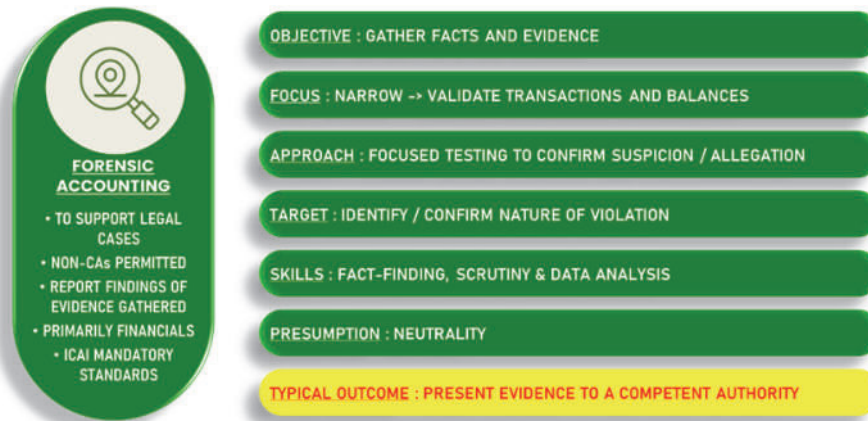 FORENSIC
ACCOUNTING
• TO SUPPORT LEGAL
CASES
• NON-CAs PERMITTED
• REPORT FINDINGS OF
EVIDENCE GATHERED
• PRIMARILY FINANCIALS
• ICAI MANDATORY
STANDARDS
OBJECTIVE : GATHER FACTS AND EVIDENCE
FOCUS : NARROW -> VALIDATE TRANSACTIONS AND BALANCES
APPROACH : FOCUSED TESTING TO CONFIRM SUSPICION / ALLEGATION
TARGET : IDENTIFY / CONFIRM NATURE OF VIOLATION
SKILLS : FACT-FINDING, SCRUTINY & DATA ANALYSIS
PRESUMPTION : NEUTRALITY
TYPICAL OUTCOME : PRESENT EVIDENCE TO A COMPETENT AUTHORITY